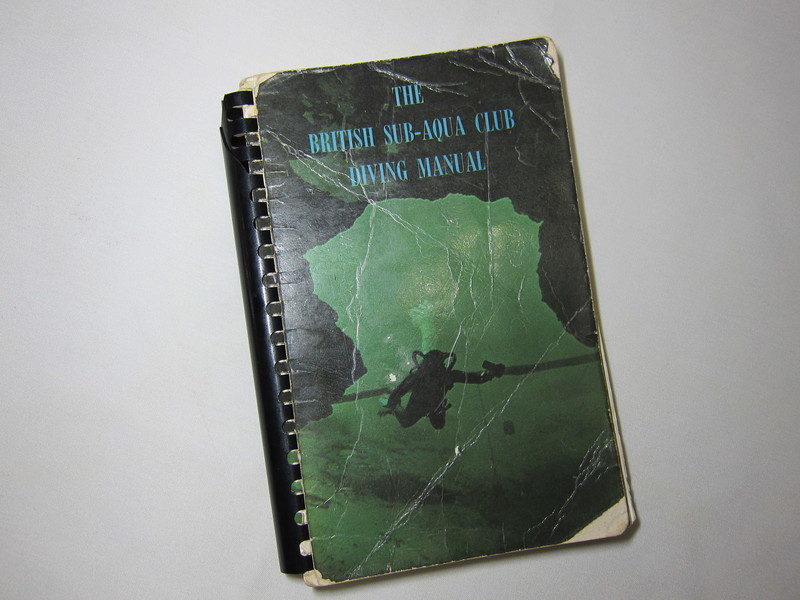 THE
BRITISH SUB-AQUA CLUB
DIVING MANUAL